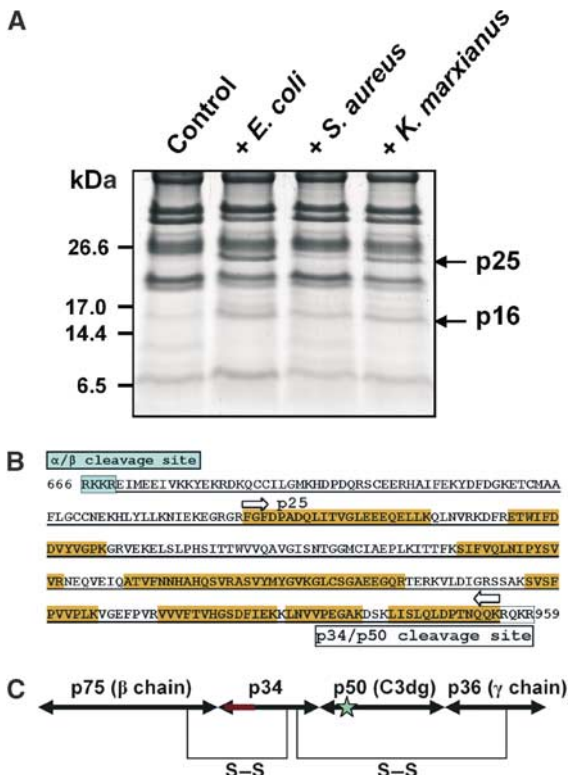 A
Control
+ E. coli
+ S. aureus
+ K. marxianus
kDa
26.6
17.0
14.4
6.5
p25
p16
B
α/β cleavage site
666 RKKREIMEEIVKKYEKRDKQCCILGMKHDPDQRSCEERHAIFEKYDFDGKETCMAA
p25
FLGCCNEKHLYLLKNIEKEGRGRFGFDPADQLITVGLEEEQELLKQLNVRKDFRETWIFD
DVYVGPKGRVEKELSLPHSITTWVVQAVGISNTGGMCIAEPLKITTFKSIFVQLNIPYSV
VRNEQVEIQATVFNNHAHQSVRASVYMYGVKGLCSGAEEGQRTERKVLDIGRSSAKSVSF
PVVPLKVGEFPVRVVVFTVHGSDFIEKKLNVVPEGAKDSKLISLQLDPTNQQKRQKR959
p34/p50 cleavage site
C
p75 (β chain)
p34
p50 (C3dg)
p36 (γ chain)
S–S
S–S